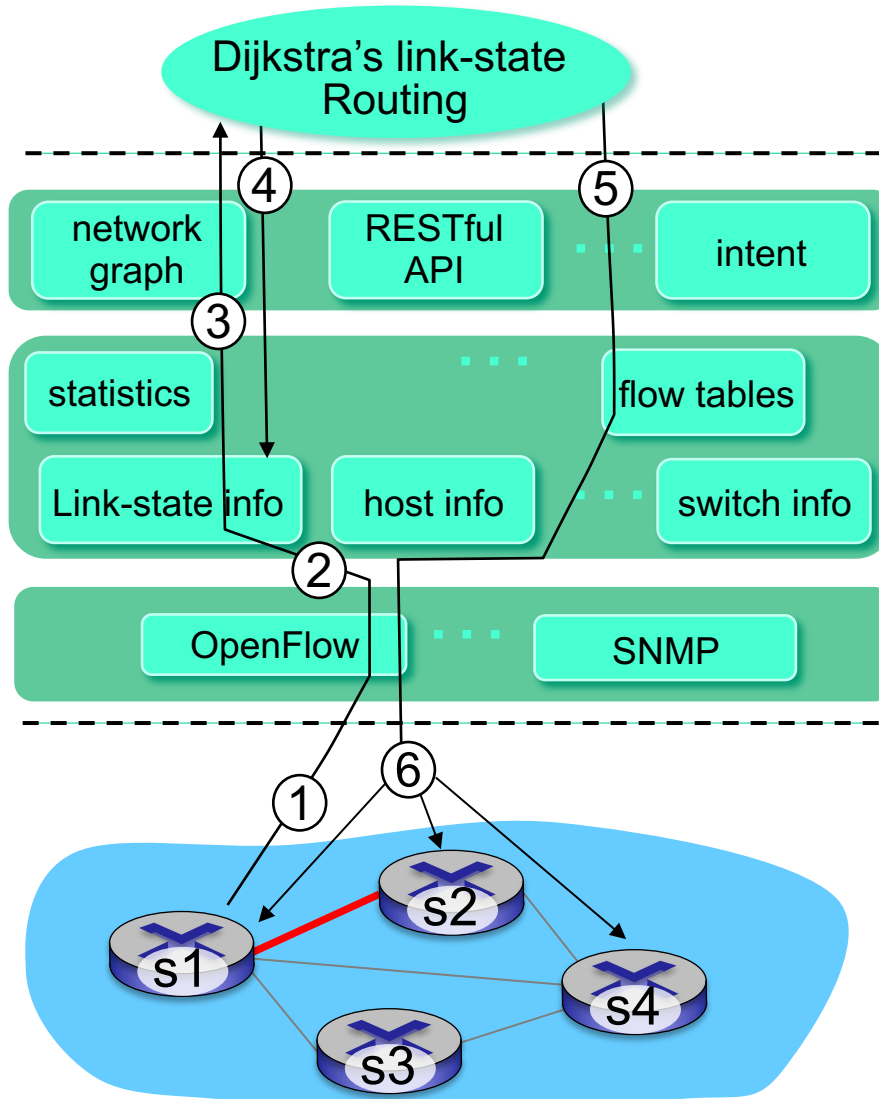 Dijkstra’s link-state
Routing
4
5
network
graph
RESTful
API
intent
3
statistics
flow tables
Link-state info
host info
switch info
2
OpenFlow
SNMP
1
6
s2
s1
s4
s3